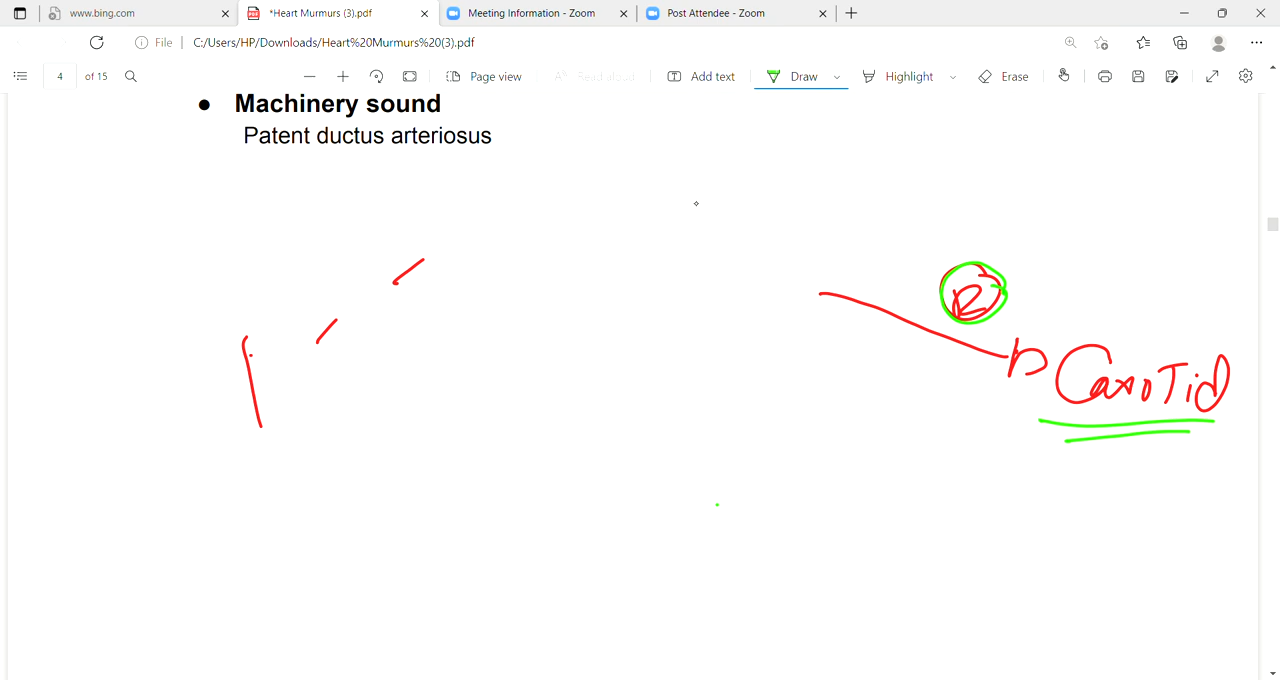 www.bing.com
*Heart Murmurs (3).pdf
Meeting Information - Zoom
Post Attendee - Zoom
File
C:/Users/HP/Downloads/Heart%20Murmurs%20(3).pdf
4 of 15
Page view
Read aloud
Add text
Draw
Highlight
Erase
● Machinery sound
Patent ductus arteriosus
R
CaroTid